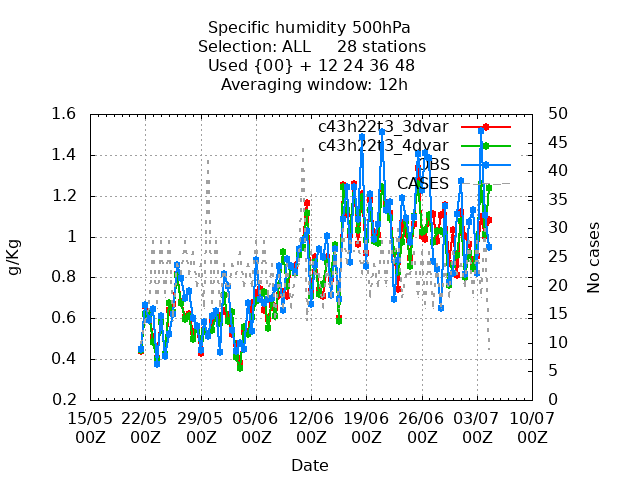 Specific humidity 500hPa
Selection: ALL     28 stations
Used {00} + 12 24 36 48
Averaging window: 12h
c43h22t3_3dvar
c43h22t3_4dvar
OBS
CASES
1.6
1.4
1.2
1
0.8
0.6
0.4
0.2
g/Kg
50
45
40
35
30
25
20
15
10
5
0
No cases
15/05 22/05 29/05 05/06 12/06 19/06 26/06 03/07 10/07
00Z 00Z 00Z 00Z 00Z 00Z 00Z 00Z 00Z
Date